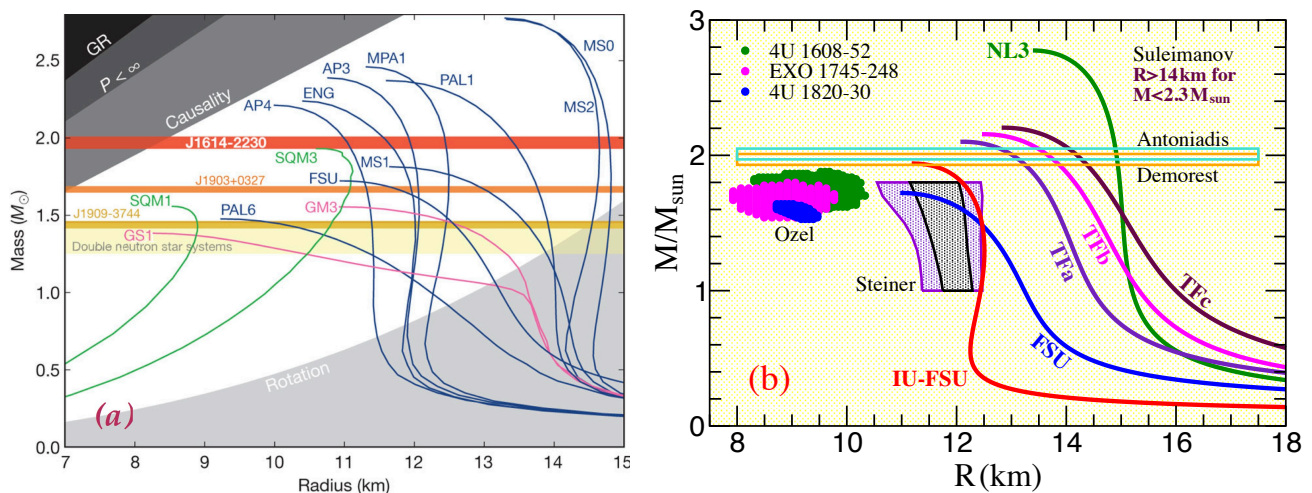 GR
P < ∞
Causality
Rotation
MS0
MPA1
AP3
PAL1
ENG
AP4
MS2
J1614-2230
SQM3
MS1
FSU
J1903+0327
SQM1
GM3
J1909-3744
PAL6
GS1
Double neutron star systems
(a)
Mass (M☉)
2.5
2.0
1.5
1.0
0.5
0.0
7 8 9 10 11 12 13 14 15
Radius (km)
4U 1608-52
EXO 1745-248
4U 1820-30
NL3
Suleimanov
R>14km for
M<2.3Msun
Antoniadis
Demorest
Ozel
Steiner
TFa
TFb
TFc
FSU
IU-FSU
(b)
M/Msun
3
2
1
0
8 10 12 14 16 18
R (km)